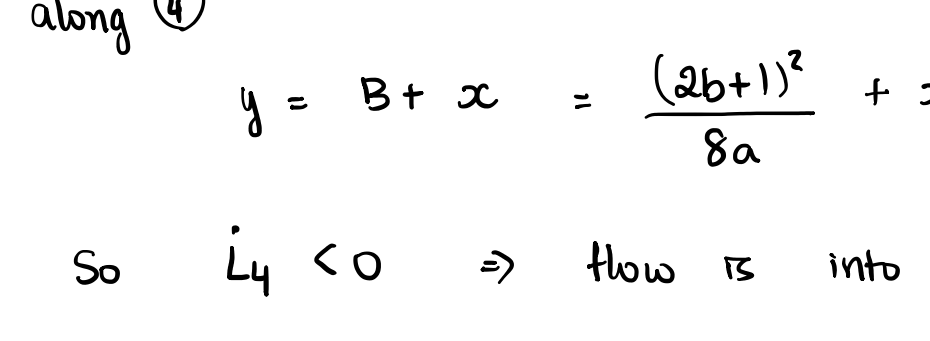 along ④
y = B + x = (2b+1)² / 8a +
So L̇₄ < 0 ⇒ flow is into